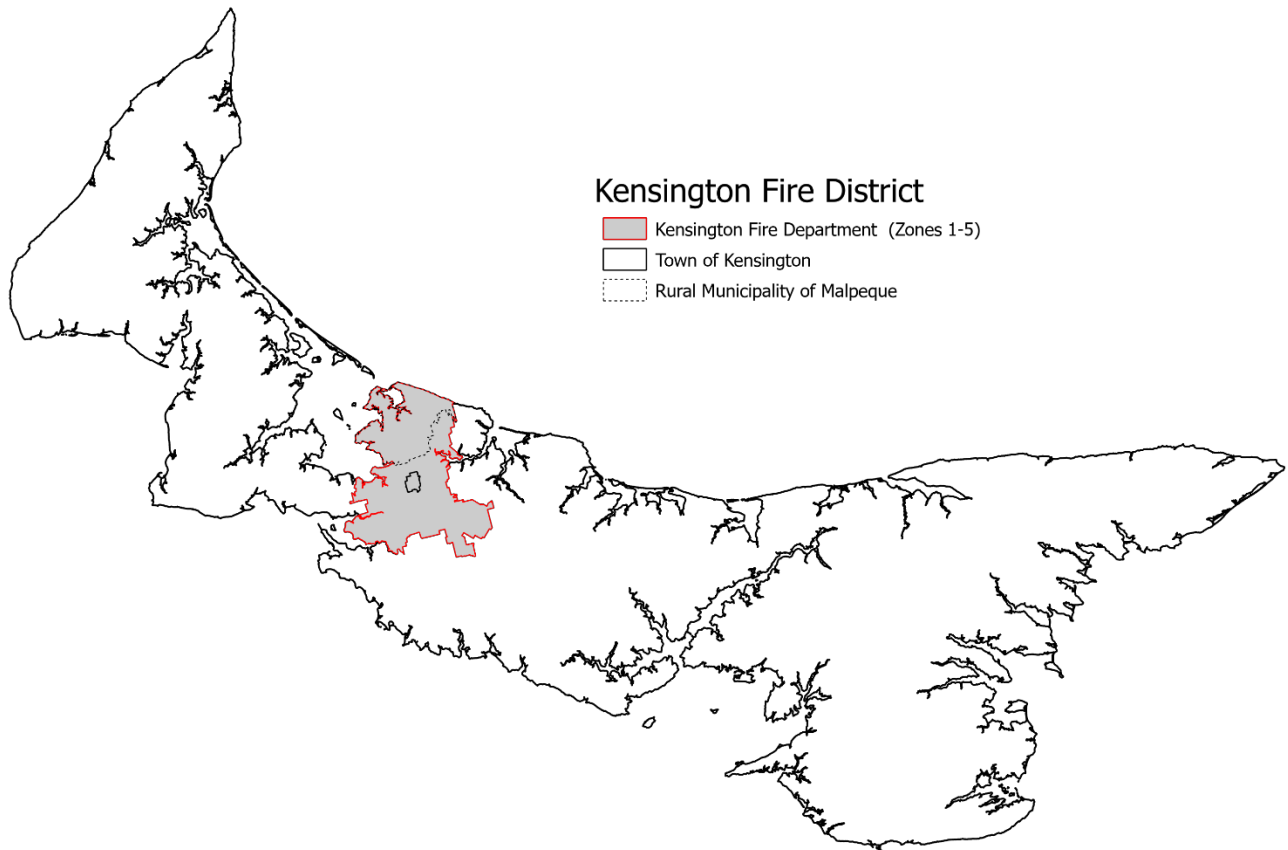 Kensington Fire District
Kensington Fire Department (Zones 1-5)
Town of Kensington
Rural Municipality of Malpeque